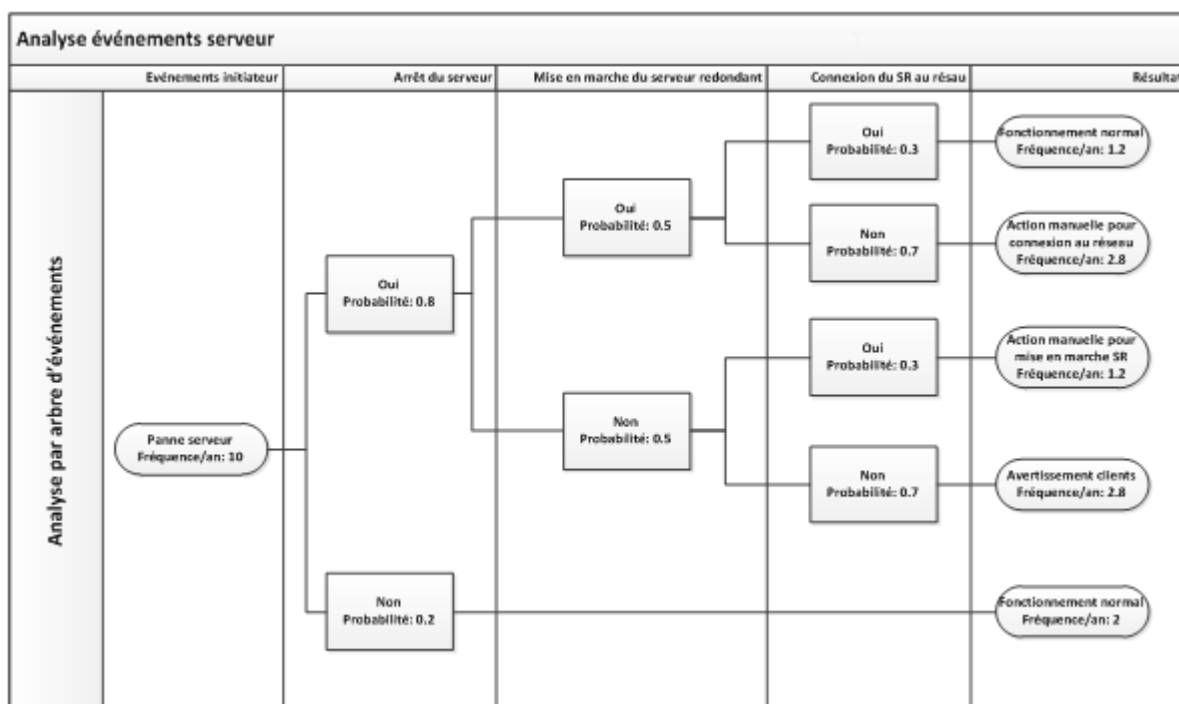 Analyse événements serveur
Evénements initiateur
Arrêt du serveur
Mise en marche du serveur redondant
Connexion du SR au résau
Résultat
Analyse par arbre d'événements
Panne serveur
Fréquence/an: 10
Oui
Probabilité: 0.8
Non
Probabilité: 0.2
Oui
Probabilité: 0.5
Non
Probabilité: 0.5
Oui
Probabilité: 0.3
Non
Probabilité: 0.7
Oui
Probabilité: 0.3
Non
Probabilité: 0.7
Fonctionnement normal
Fréquence/an: 1.2
Action manuelle pour
connexion au réseau
Fréquence/an: 2.8
Action manuelle pour
mise en marche SR
Fréquence/an: 1.2
Avertissement clients
Fréquence/an: 2.8
Fonctionnement normal
Fréquence/an: 2